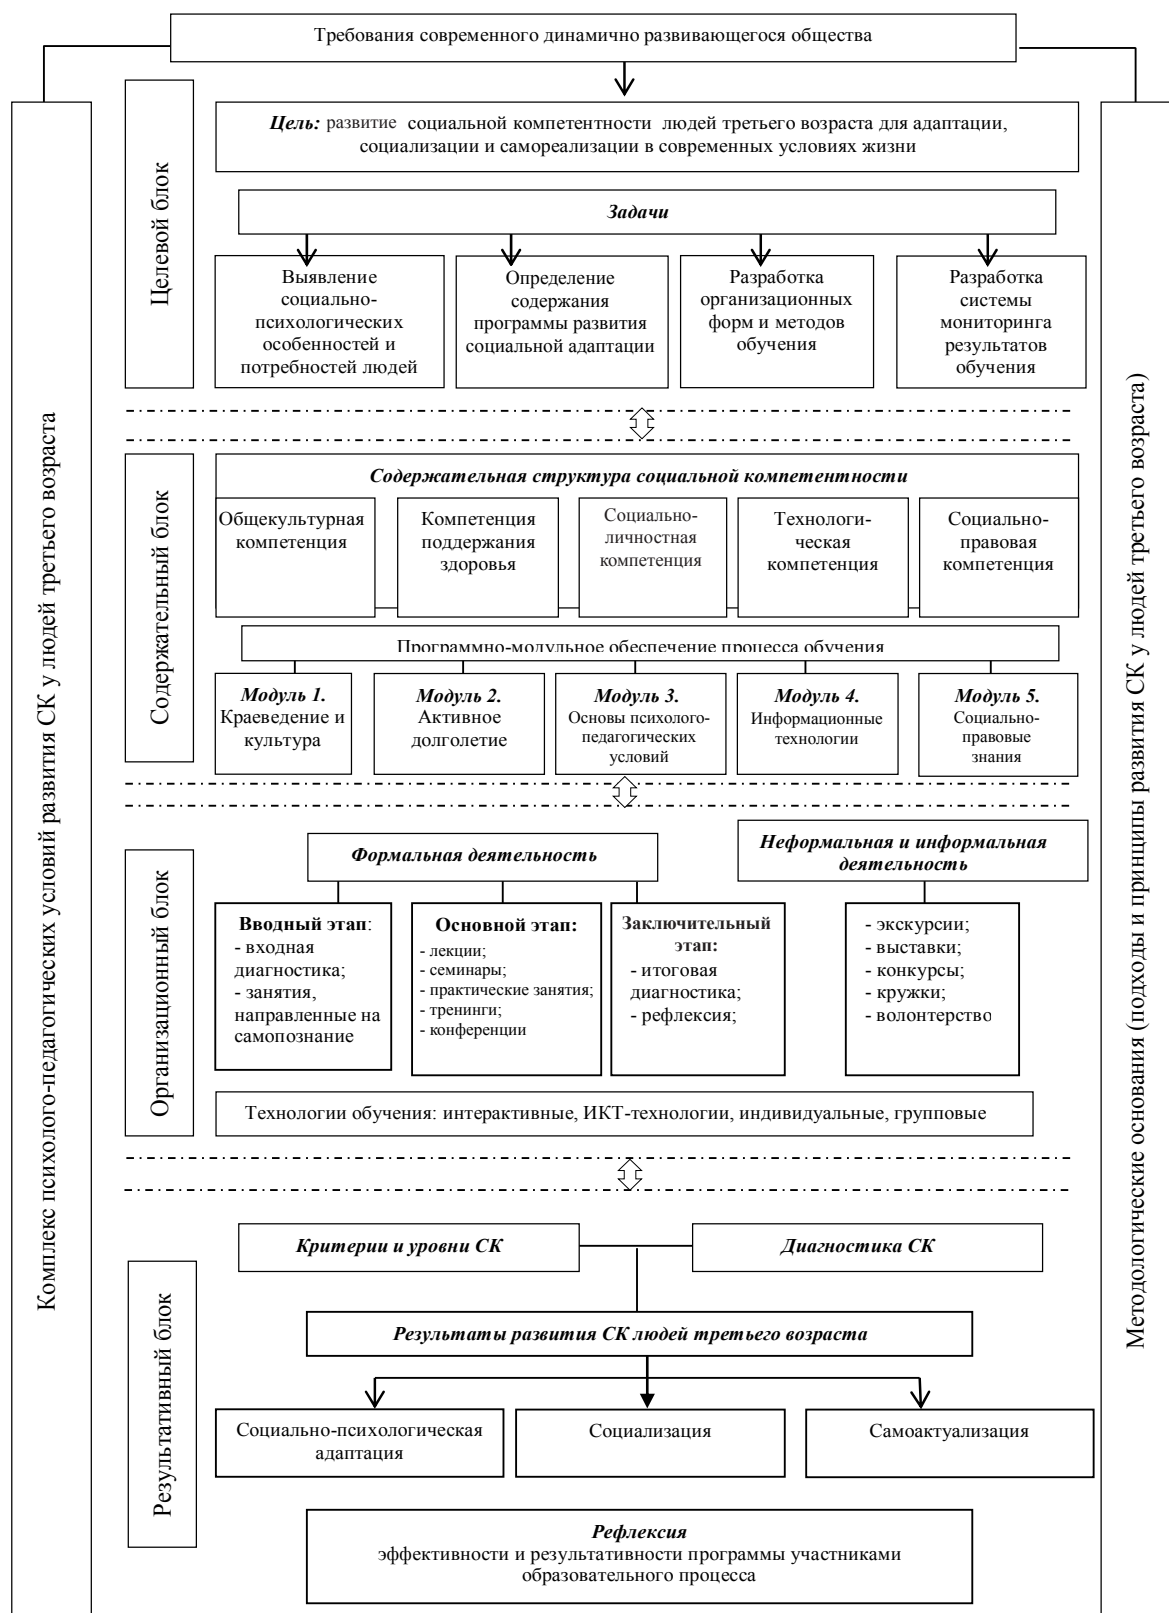 Требования современного динамично развивающегося общества
Комплекс психолого-педагогических условий развития СК у людей третьего возраста
Методологические основания (подходы и принципы развития СК у людей третьего возраста)
Целевой блок
Цель: развитие социальной компетентности людей третьего возраста для адаптации,
социализации и самореализации в современных условиях жизни
Задачи
Выявление
социально-
психологических
особенностей и
потребностей людей
Определение
содержания
программы развития
социальной адаптации
Разработка
организационных
форм и методов
обучения
Разработка
системы
мониторинга
результатов
обучения
Содержательный блок
Содержательная структура социальной компетентности
Общекультурная
компетенция
Компетенция
поддержания
здоровья
Социально-
личностная
компетенция
Технологи-
ческая
компетенция
Социально-
правовая
компетенция
Программно-модульное обеспечение процесса обучения
Модуль 1.
Краеведение и
культура
Модуль 2.
Активное
долголетие
Модуль 3.
Основы психолого-
педагогических
условий
Модуль 4.
Информационные
технологии
Модуль 5.
Социально-
правовые
знания
Организационный блок
Формальная деятельность
Неформальная и информальная
деятельность
Вводный этап:
- входная
диагностика;
- занятия,
направленные на
самопознание
Основной этап:
- лекции;
- семинары;
- практические занятия;
- тренинги;
- конференции
Заключительный
этап:
- итоговая
диагностика;
- рефлексия;
- экскурсии;
- выставки;
- конкурсы;
- кружки;
- волонтерство
Технологии обучения: интерактивные, ИКТ-технологии, индивидуальные, групповые
Результативный блок
Критерии и уровни СК
Диагностика СК
Результаты развития СК людей третьего возраста
Социально-психологическая
адаптация
Социализация
Самоактуализация
Рефлексия
эффективности и результативности программы участниками
образовательного процесса